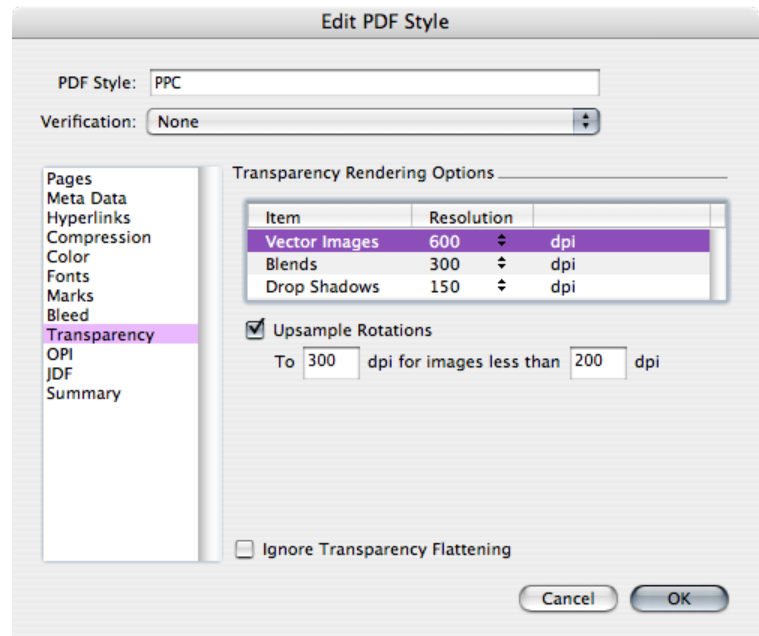 Edit PDF Style
PDF Style: PPC
Verification: None
Pages
Meta Data
Hyperlinks
Compression
Color
Fonts
Marks
Bleed
Transparency
OPI
JDF
Summary
Transparency Rendering Options
Item Resolution
Vector Images 600 dpi
Blends 300 dpi
Drop Shadows 150 dpi
Upsample Rotations
To 300 dpi for images less than 200 dpi
Ignore Transparency Flattening
Cancel OK